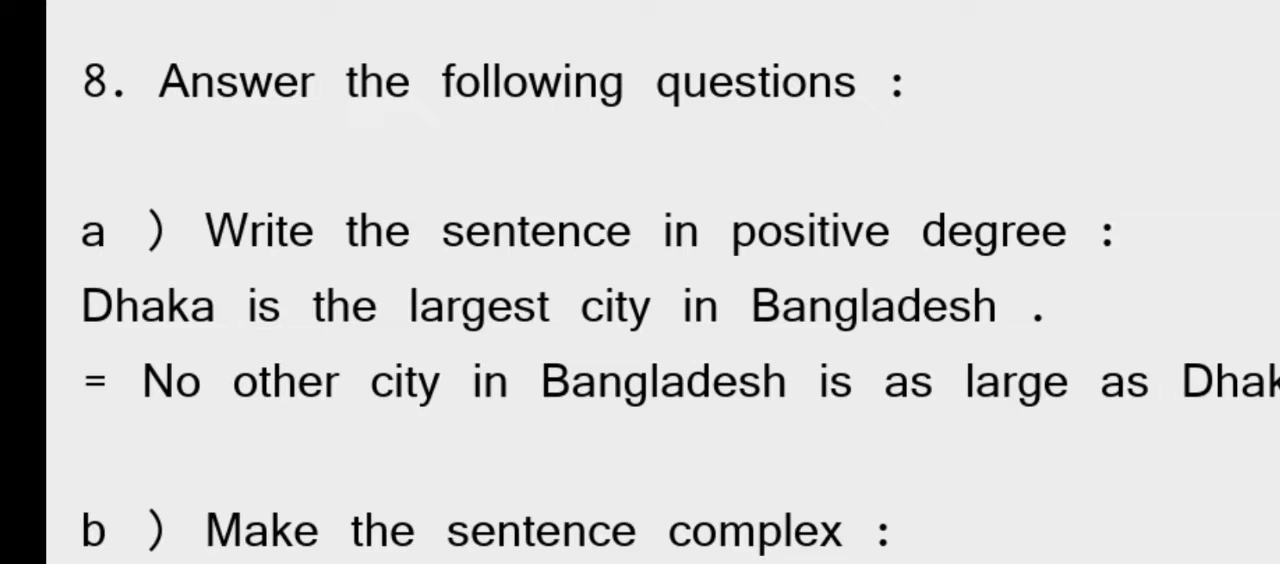 8. Answer the following questions :
a ) Write the sentence in positive degree :
Dhaka is the largest city in Bangladesh .
= No other city in Bangladesh is as large as Dhak
b ) Make the sentence complex :